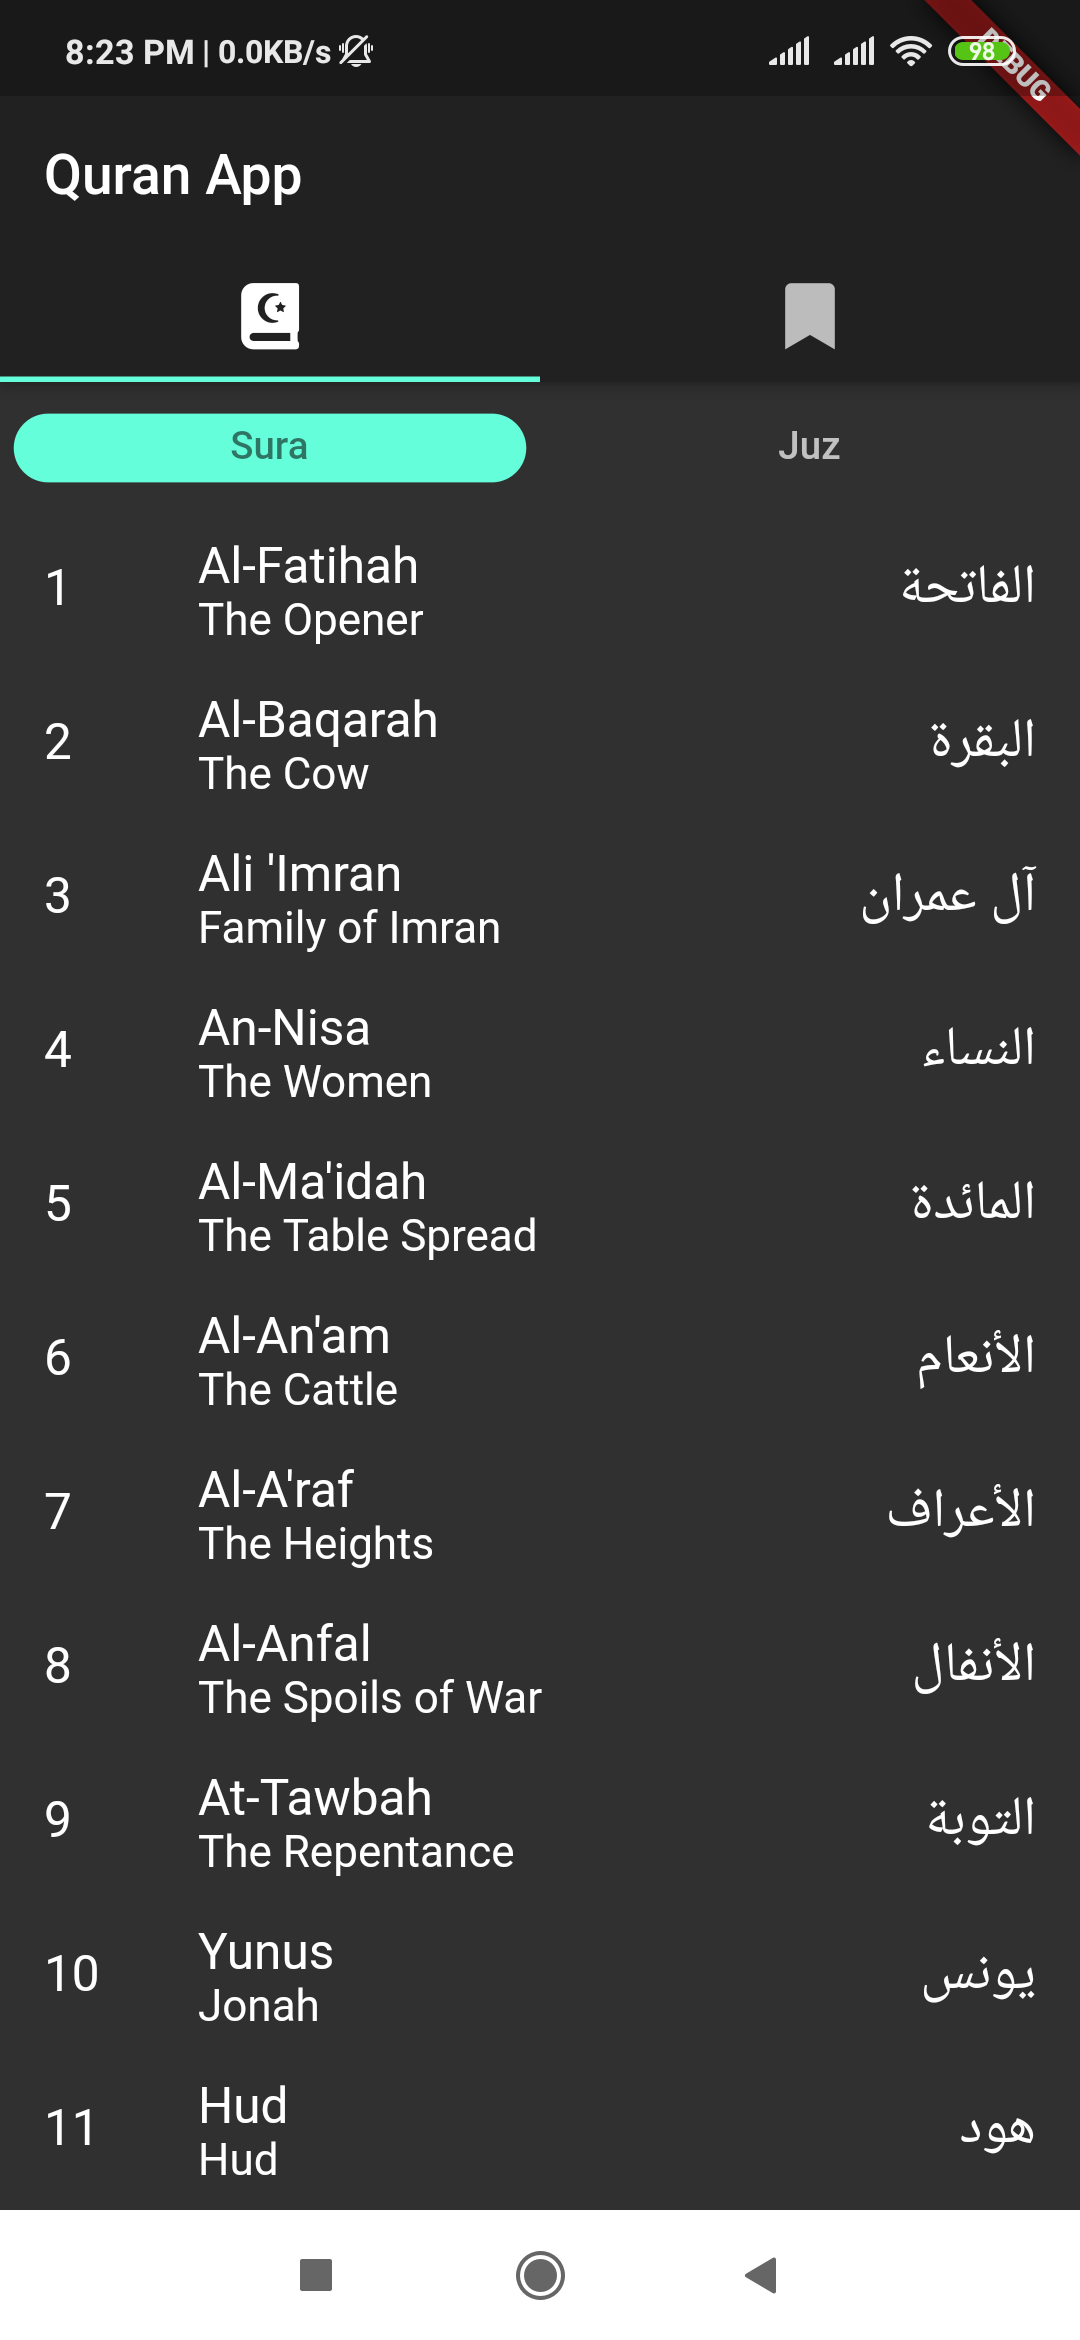 8:23 PM | 0.0KB/s
98
DEBUG
Quran App
Sura
Juz
1
Al-Fatihah
The Opener
الفاتحة
2
Al-Baqarah
The Cow
البقرة
3
Ali 'Imran
Family of Imran
آل عمران
4
An-Nisa
The Women
النساء
5
Al-Ma'idah
The Table Spread
المائدة
6
Al-An'am
The Cattle
الأنعام
7
Al-A'raf
The Heights
الأعراف
8
Al-Anfal
The Spoils of War
الأنفال
9
At-Tawbah
The Repentance
التوبة
10
Yunus
Jonah
يونس
11
Hud
Hud
هود